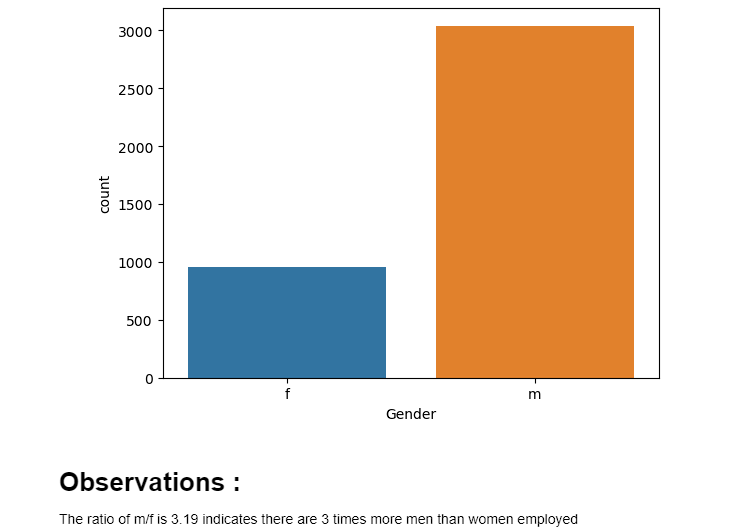 3000
2500
2000
1500
1000
500
0
count
f m
Gender
Observations :
The ratio of m/f is 3.19 indicates there are 3 times more men than women employed